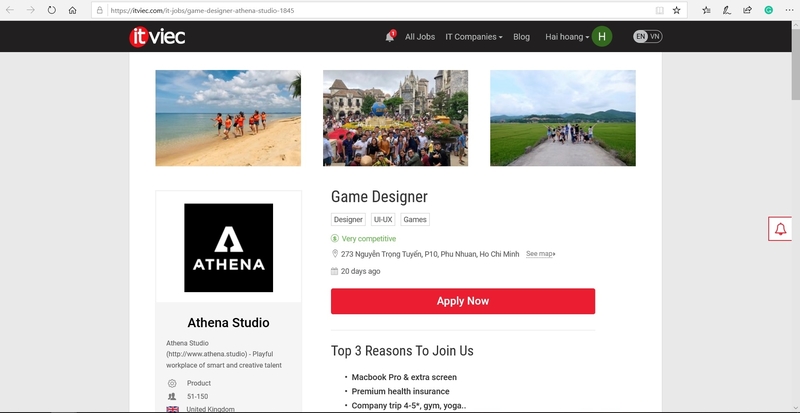 https://itviec.com/it-jobs/game-designer-athena-studio-1845
itviec
1
All Jobs
IT Companies
Blog
Hai hoang
H
EN
VN
ATHENA
Athena Studio
Athena Studio
(http://www.athena.studio) - Playful
workplace of smart and creative talent
Product
51-150
United Kingdom
Game Designer
Designer
UI-UX
Games
$ Very competitive
273 Nguyễn Trọng Tuyển, P10, Phu Nhuan, Ho Chi Minh See map
20 days ago
Apply Now
Top 3 Reasons To Join Us
• Macbook Pro & extra screen
• Premium health insurance
• Company trip 4-5*, gym, yoga..